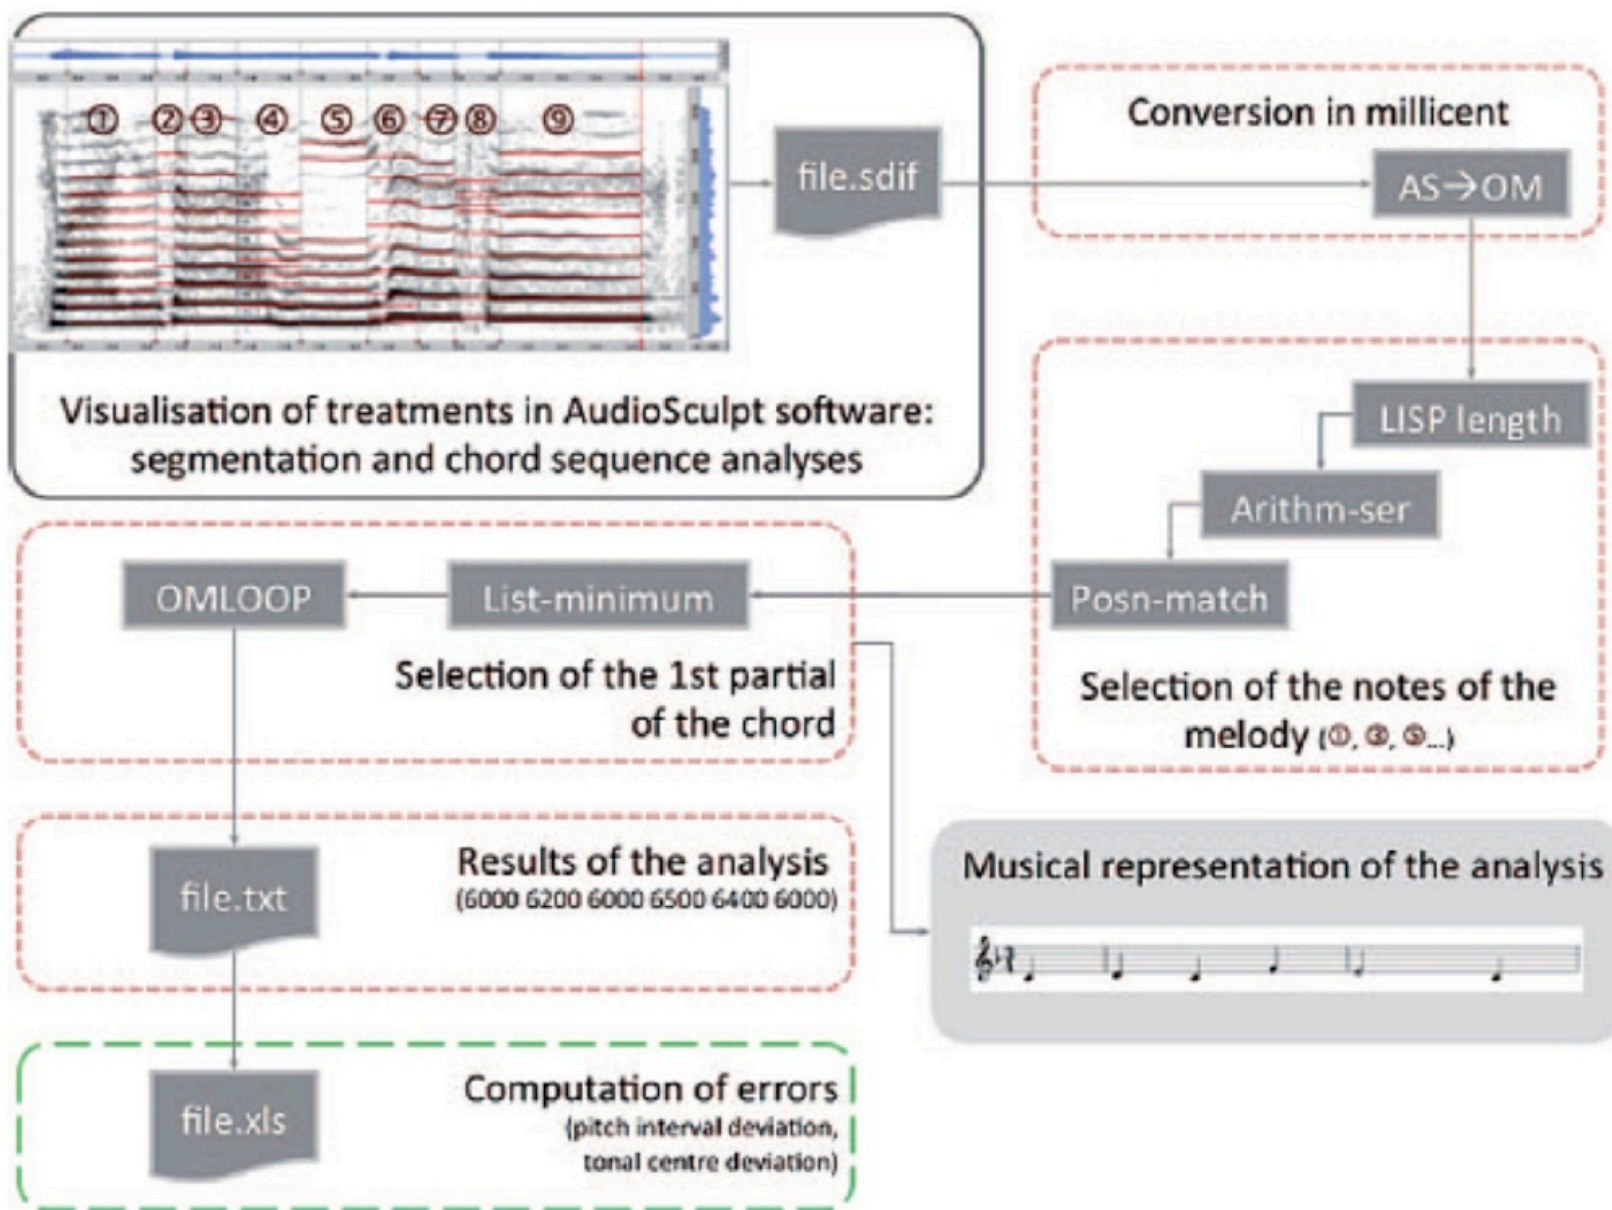 ① ② ③ ④ ⑤ ⑥ ⑦ ⑧ ⑨
file.sdif
Visualisation of treatments in AudioSculpt software:
segmentation and chord sequence analyses
Conversion in millicent
AS→OM
LISP length
Arithm-ser
Posn-match
Selection of the notes of the
melody (①, ③, ⑤...)
List-minimum
OMLOOP
Selection of the 1st partial
of the chord
file.txt
Results of the analysis
(6000 6200 6000 6500 6400 6000)
Musical representation of the analysis
file.xls
Computation of errors
(pitch interval deviation,
tonal centre deviation)